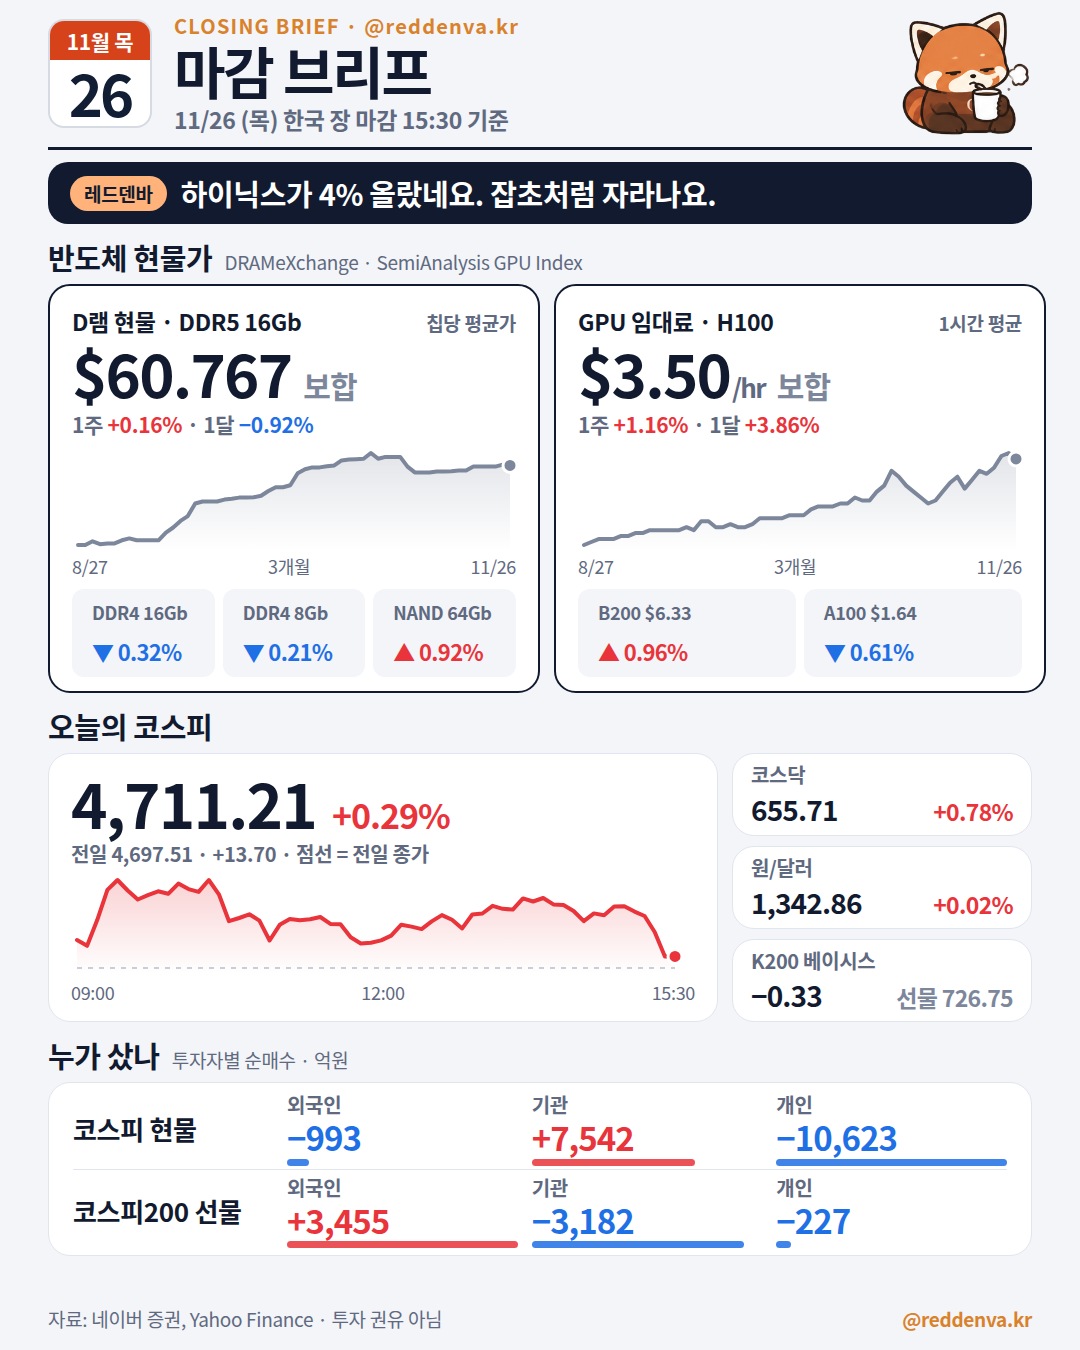 11월 목
26
CLOSING BRIEF · @reddenva.kr
마감 브리프
11/26 (목) 한국 장 마감 15:30 기준
레드덴바 하이닉스가 4% 올랐네요. 잡초처럼 자라나요.
반도체 현물가 DRAMeXchange · SemiAnalysis GPU Index
D램 현물 · DDR5 16Gb 칩당 평균가
$60.767 보합
1주 +0.16% · 1달 −0.92%
8/27 3개월 11/26
DDR4 16Gb
▼ 0.32%
DDR4 8Gb
▼ 0.21%
NAND 64Gb
▲ 0.92%
GPU 임대료 · H100 1시간 평균
$3.50/hr 보합
1주 +1.16% · 1달 +3.86%
8/27 3개월 11/26
B200 $6.33
▲ 0.96%
A100 $1.64
▼ 0.61%
오늘의 코스피
4,711.21 +0.29%
전일 4,697.51 · +13.70 · 점선 = 전일 종가
09:00 12:00 15:30
코스닥
655.71 +0.78%
원/달러
1,342.86 +0.02%
K200 베이시스
−0.33 선물 726.75
누가 샀나 투자자별 순매수 · 억원
코스피 현물
외국인
−993
기관
+7,542
개인
−10,623
코스피200 선물
외국인
+3,455
기관
−3,182
개인
−227
자료: 네이버 증권, Yahoo Finance · 투자 권유 아님
@reddenva.kr